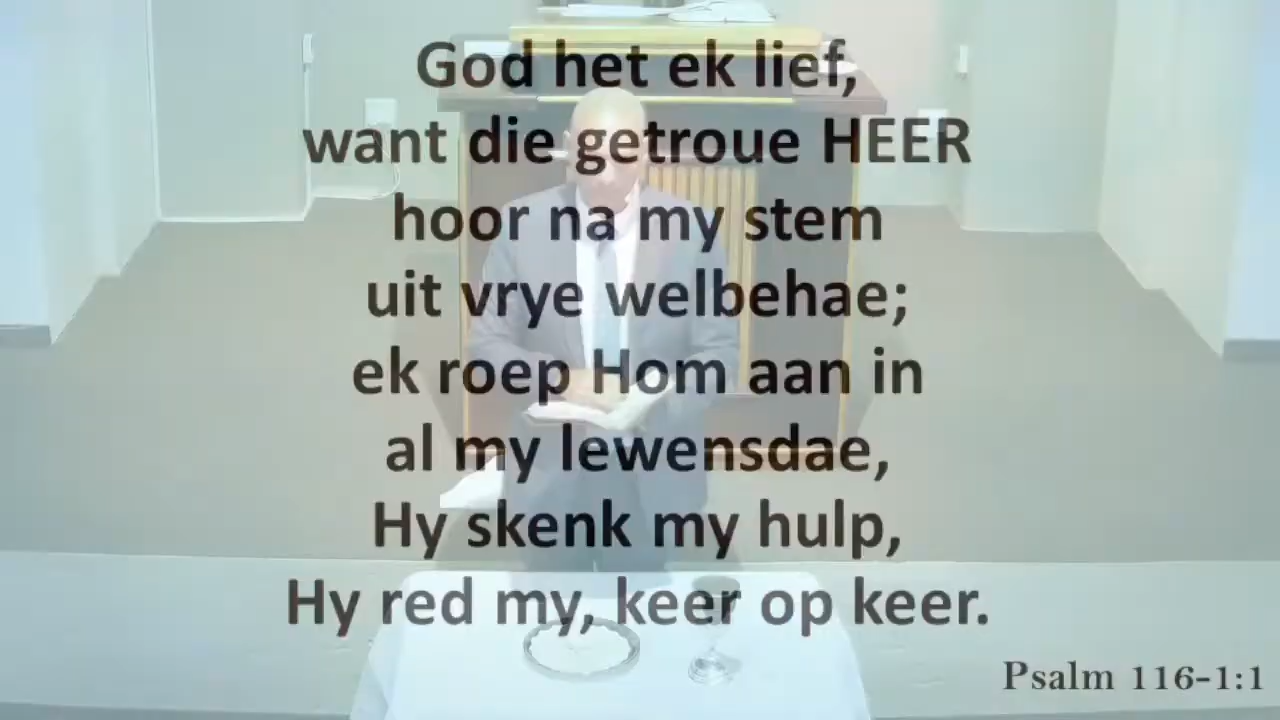 God het ek lief,
want die getroue HEER
hoor na my stem
uit vrye welbehae;
ek roep Hom aan in
al my lewensdae,
Hy skenk my hulp,
Hy red my, keer op keer.
Psalm 116-1:1